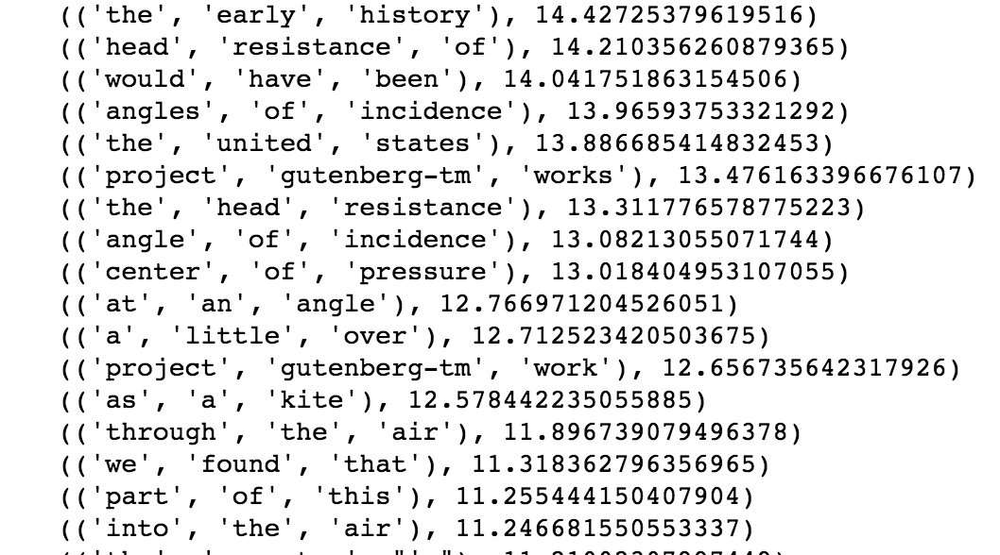 (('the', 'early', 'history'), 14.42725379619516)
(('head', 'resistance', 'of'), 14.210356260879365)
(('would', 'have', 'been'), 14.041751863154506)
(('angles', 'of', 'incidence'), 13.96593753321292)
(('the', 'united', 'states'), 13.886685414832453)
(('project', 'gutenberg-tm', 'works'), 13.476163396676107)
(('the', 'head', 'resistance'), 13.311776578775223)
(('angle', 'of', 'incidence'), 13.08213055071744)
(('center', 'of', 'pressure'), 13.018404953107055)
(('at', 'an', 'angle'), 12.766971204526051)
(('a', 'little', 'over'), 12.712523420503675)
(('project', 'gutenberg-tm', 'work'), 12.656735642317926)
(('as', 'a', 'kite'), 12.578442235055885)
(('through', 'the', 'air'), 11.896739079496378)
(('we', 'found', 'that'), 11.318362796356965)
(('part', 'of', 'this'), 11.255444150407904)
(('into', 'the', 'air'), 11.246681550553337)